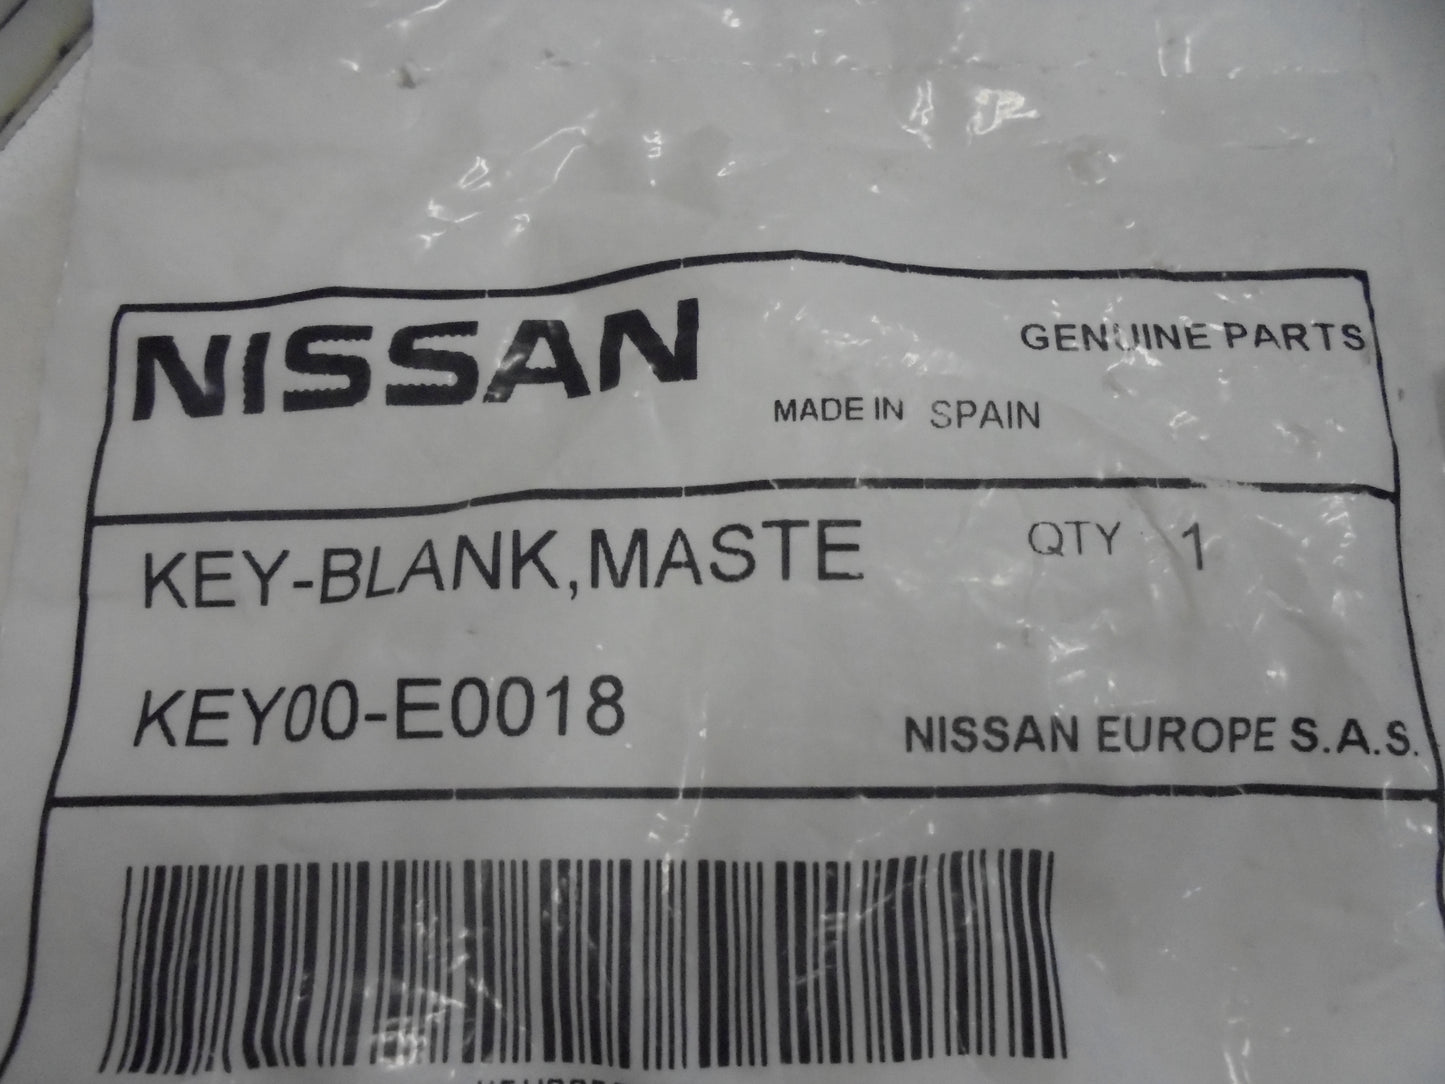 NISSAN GENUINE PARTS
MADE IN SPAIN
KEY-BLANK,MASTE QTY 1
KEY00-E0018
NISSAN EUROPE S.A.S.